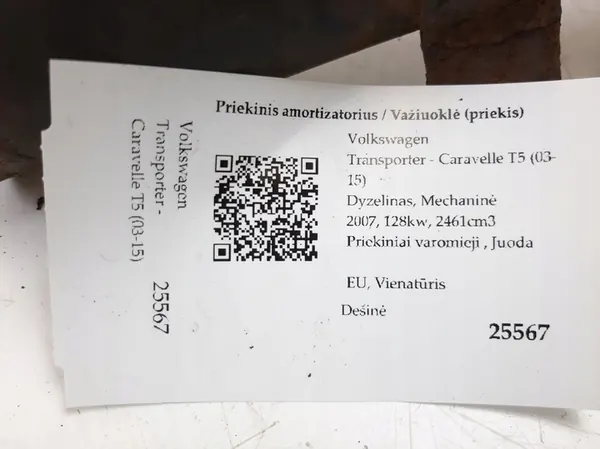 Priekinis amortizatorius / Važiuoklė (priekis)
Volkswagen
Transporter - Caravelle T5 (03-
15)
Dyzelinas, Mechaninė
2007, 128kw, 2461cm3
Priekiniai varomieji , Juoda
EU, Vienatūris
Dešinė
25567
Volkswagen
Transporter -
Caravelle T5 (03-15)
25567